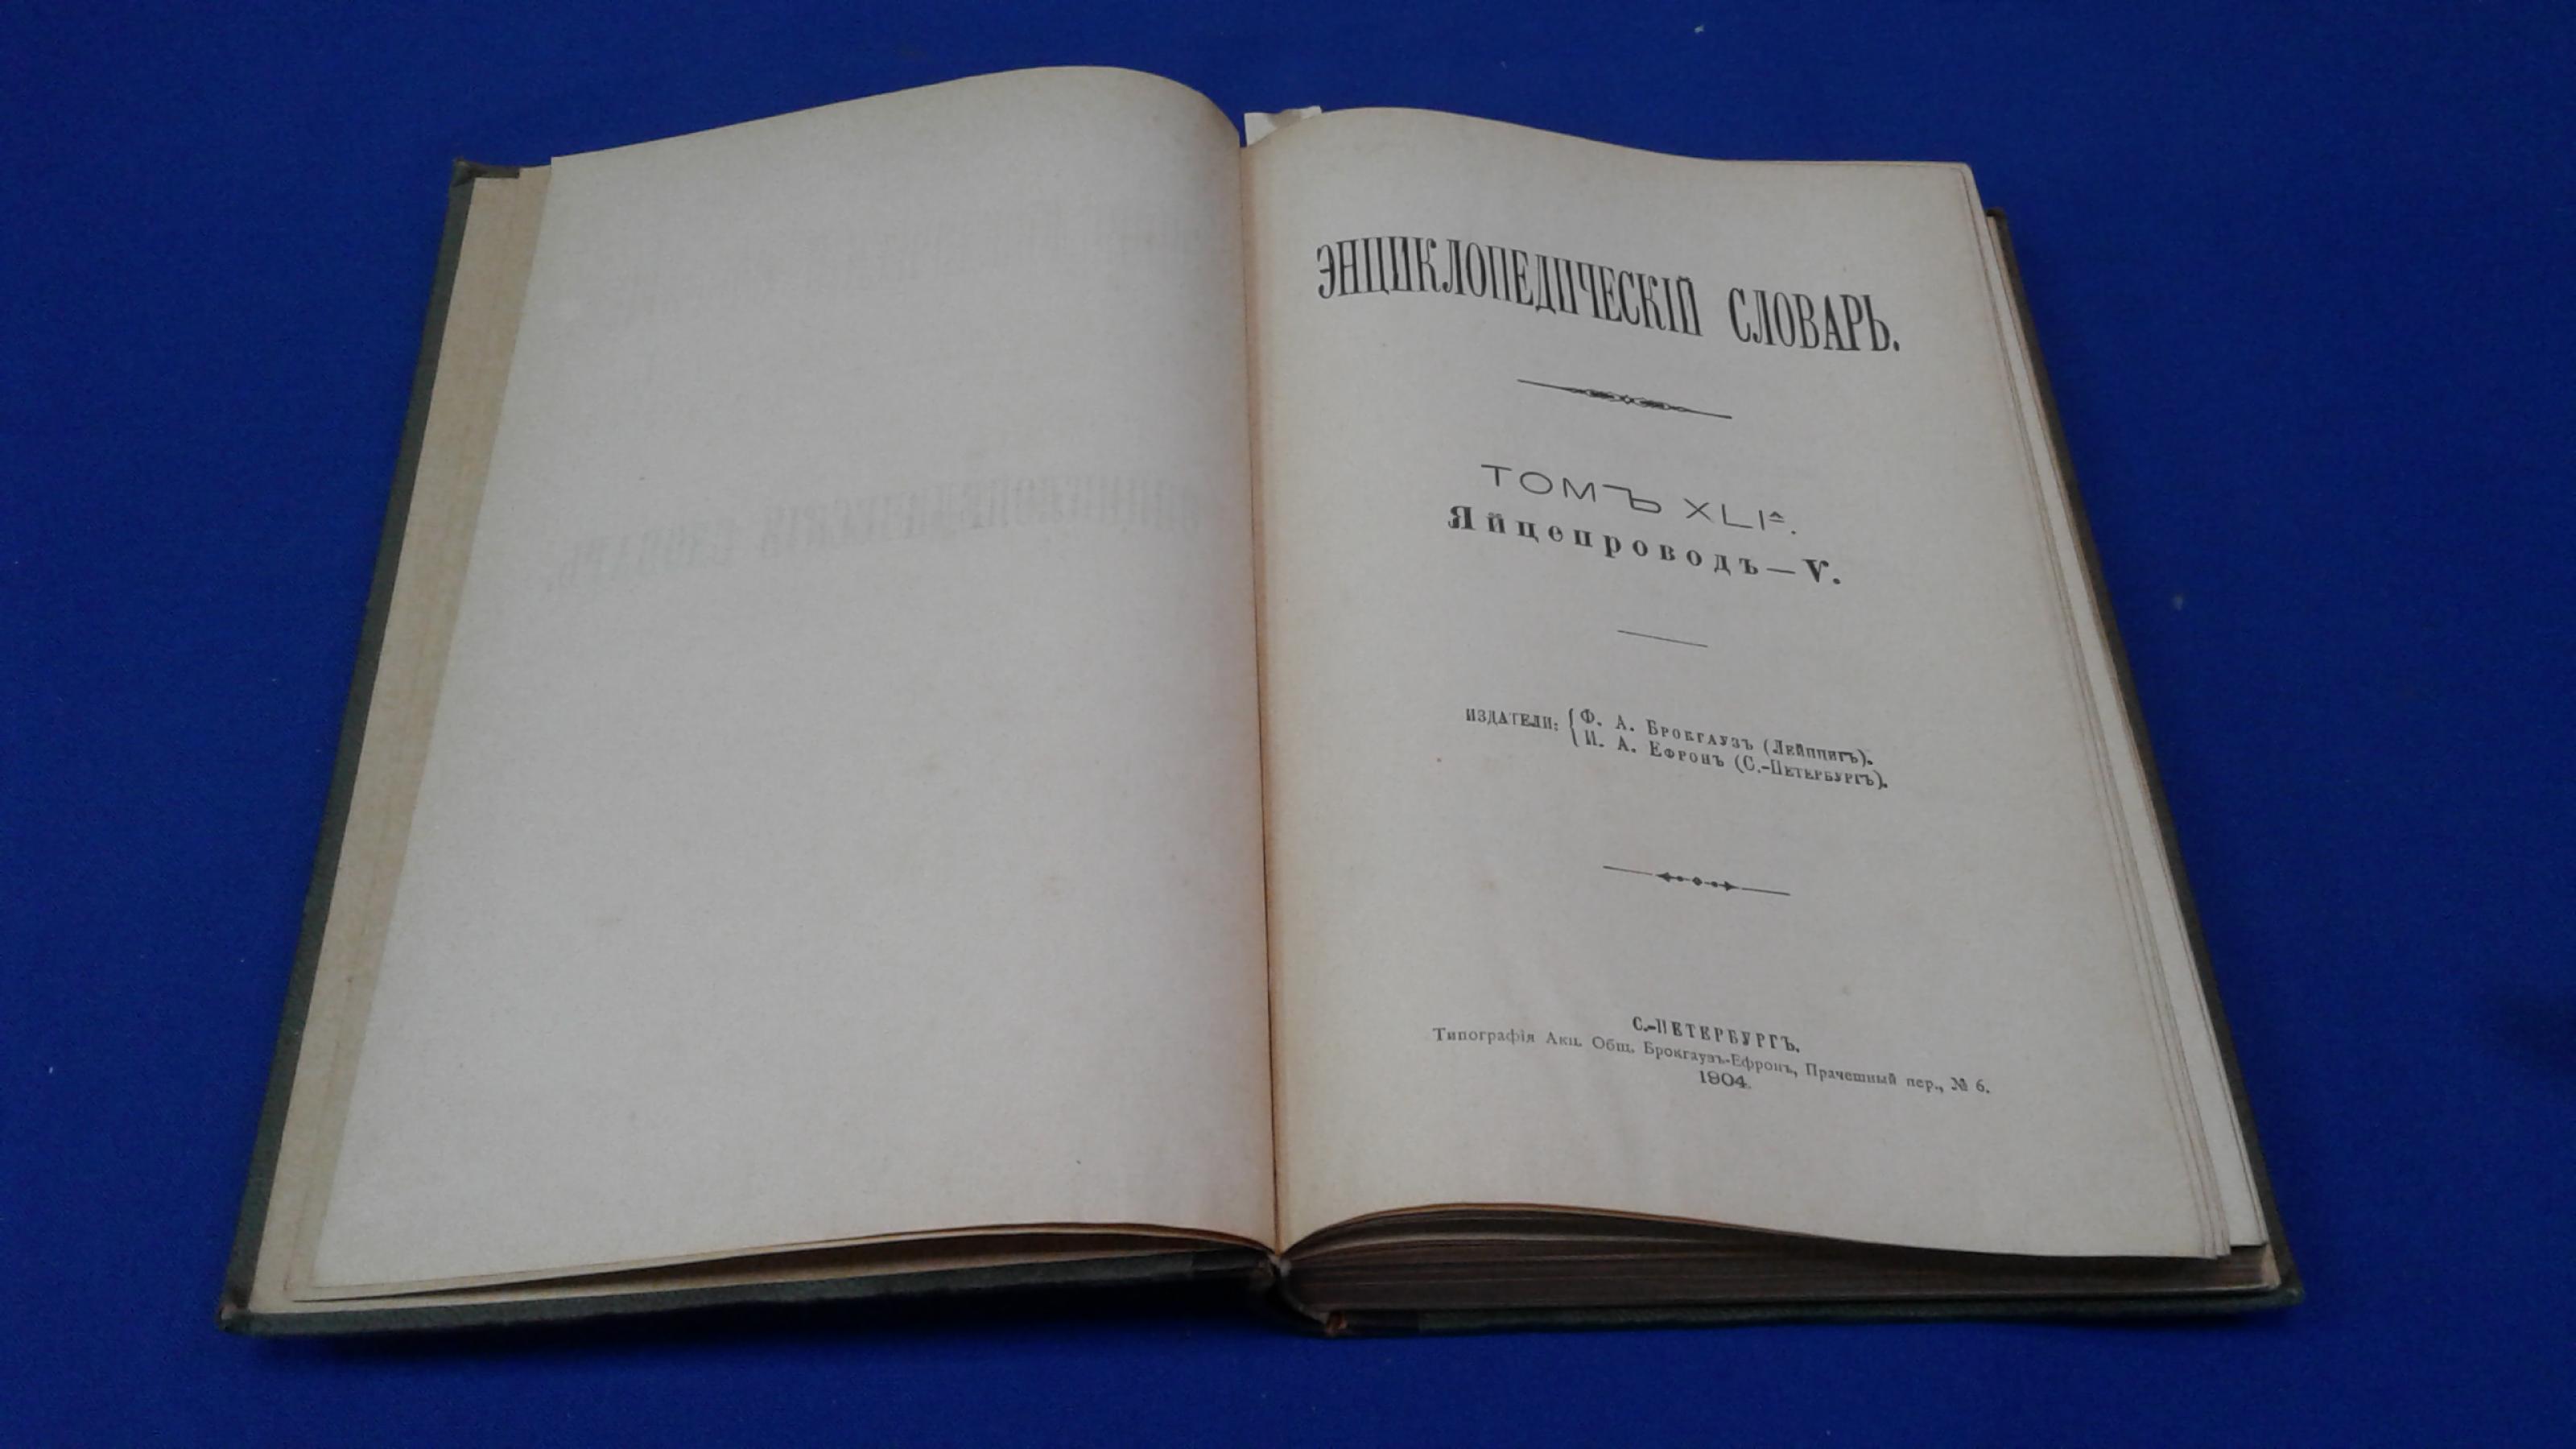 ЭНЦИКЛОПЕДИЧЕСКІЙ СЛОВАРЬ.
ТОМЪ XLIᴬ.
Яйцепроводъ—Ѵ.
ИЗДАТЕЛИ: { Ф. А. БРОКГАУЗЪ (ЛЕЙПЦИГЪ).
И. А. ЕФРОНЪ (С.-ПЕТЕРБУРГЪ).
С.-ПЕТЕРБУРГЪ.
Типографія Акц. Общ. Брокгаузъ-Ефронъ, Прачешный пер., № 6.
1904.